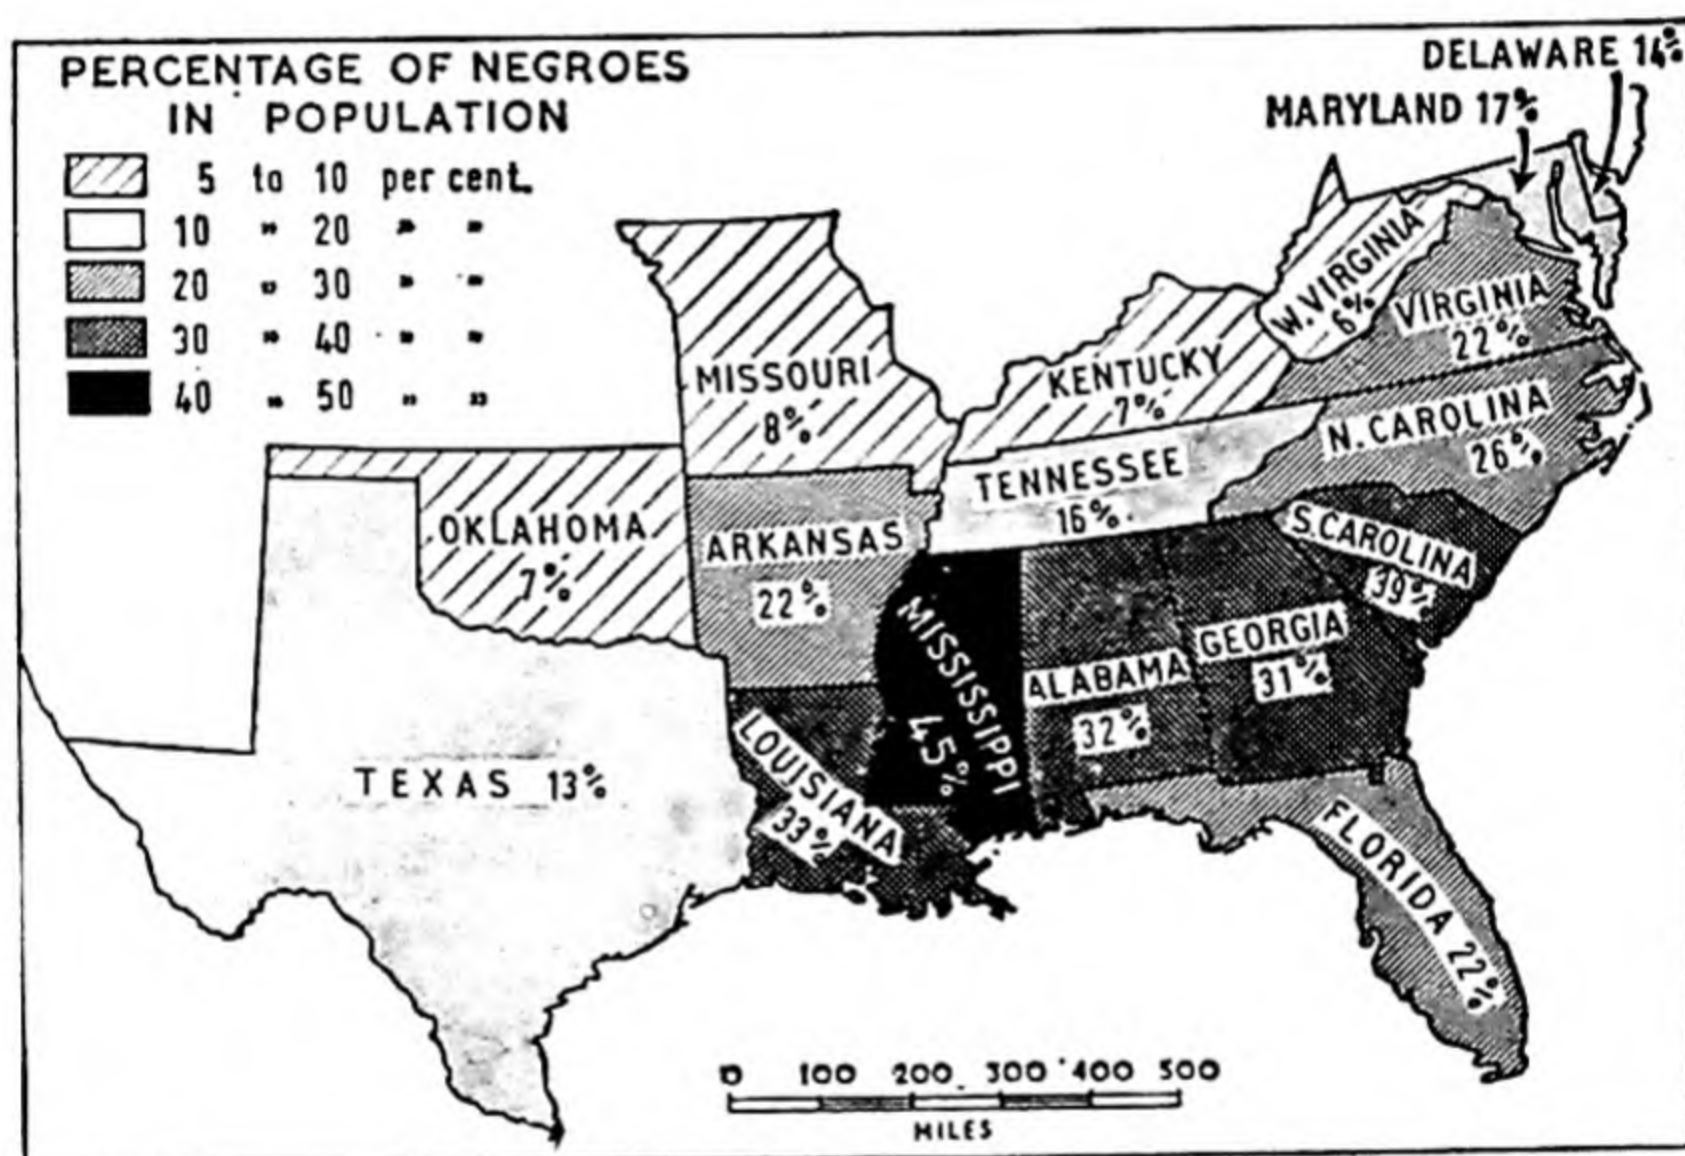 PERCENTAGE OF NEGROES
IN POPULATION
5 to 10 per cent.
10 " 20 " "
20 " 30 " "
30 " 40 " "
40 " 50 " "
DELAWARE 14%
MARYLAND 17%
W. VIRGINIA
6%
VIRGINIA
22%
MISSOURI
8%
KENTUCKY
7%
N. CAROLINA
26%
TENNESSEE
16%
OKLAHOMA
7%
ARKANSAS
22%
S. CAROLINA
39%
MISSISSIPPI
45%
ALABAMA
32%
GEORGIA
31%
LOUISIANA
33%
TEXAS 13%
FLORIDA 22%
0 100 200 300 400 500
MILES